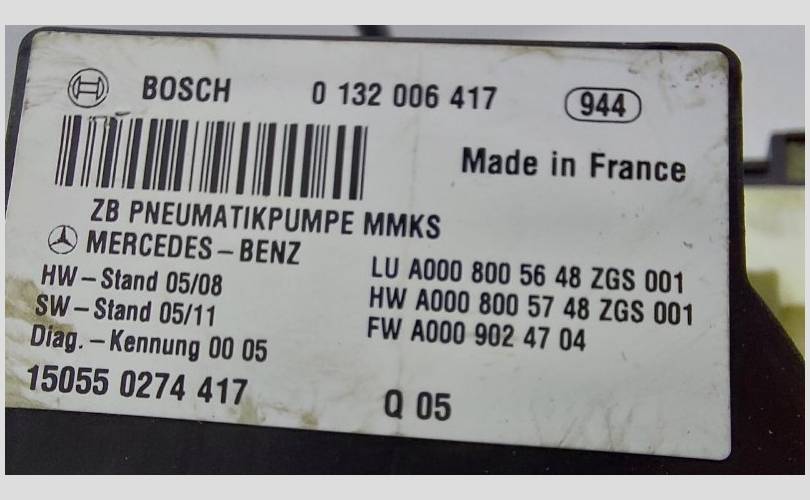 BOSCH 0 132 006 417 944
Made in France
ZB PNEUMATIKPUMPE MMKS
MERCEDES-BENZ
HW-Stand 05/08
SW-Stand 05/11
Diag.-Kennung 00 05
LU A000 800 56 48 ZGS 001
HW A000 800 57 48 ZGS 001
FW A000 902 47 04
15055 0274 417
Q 05